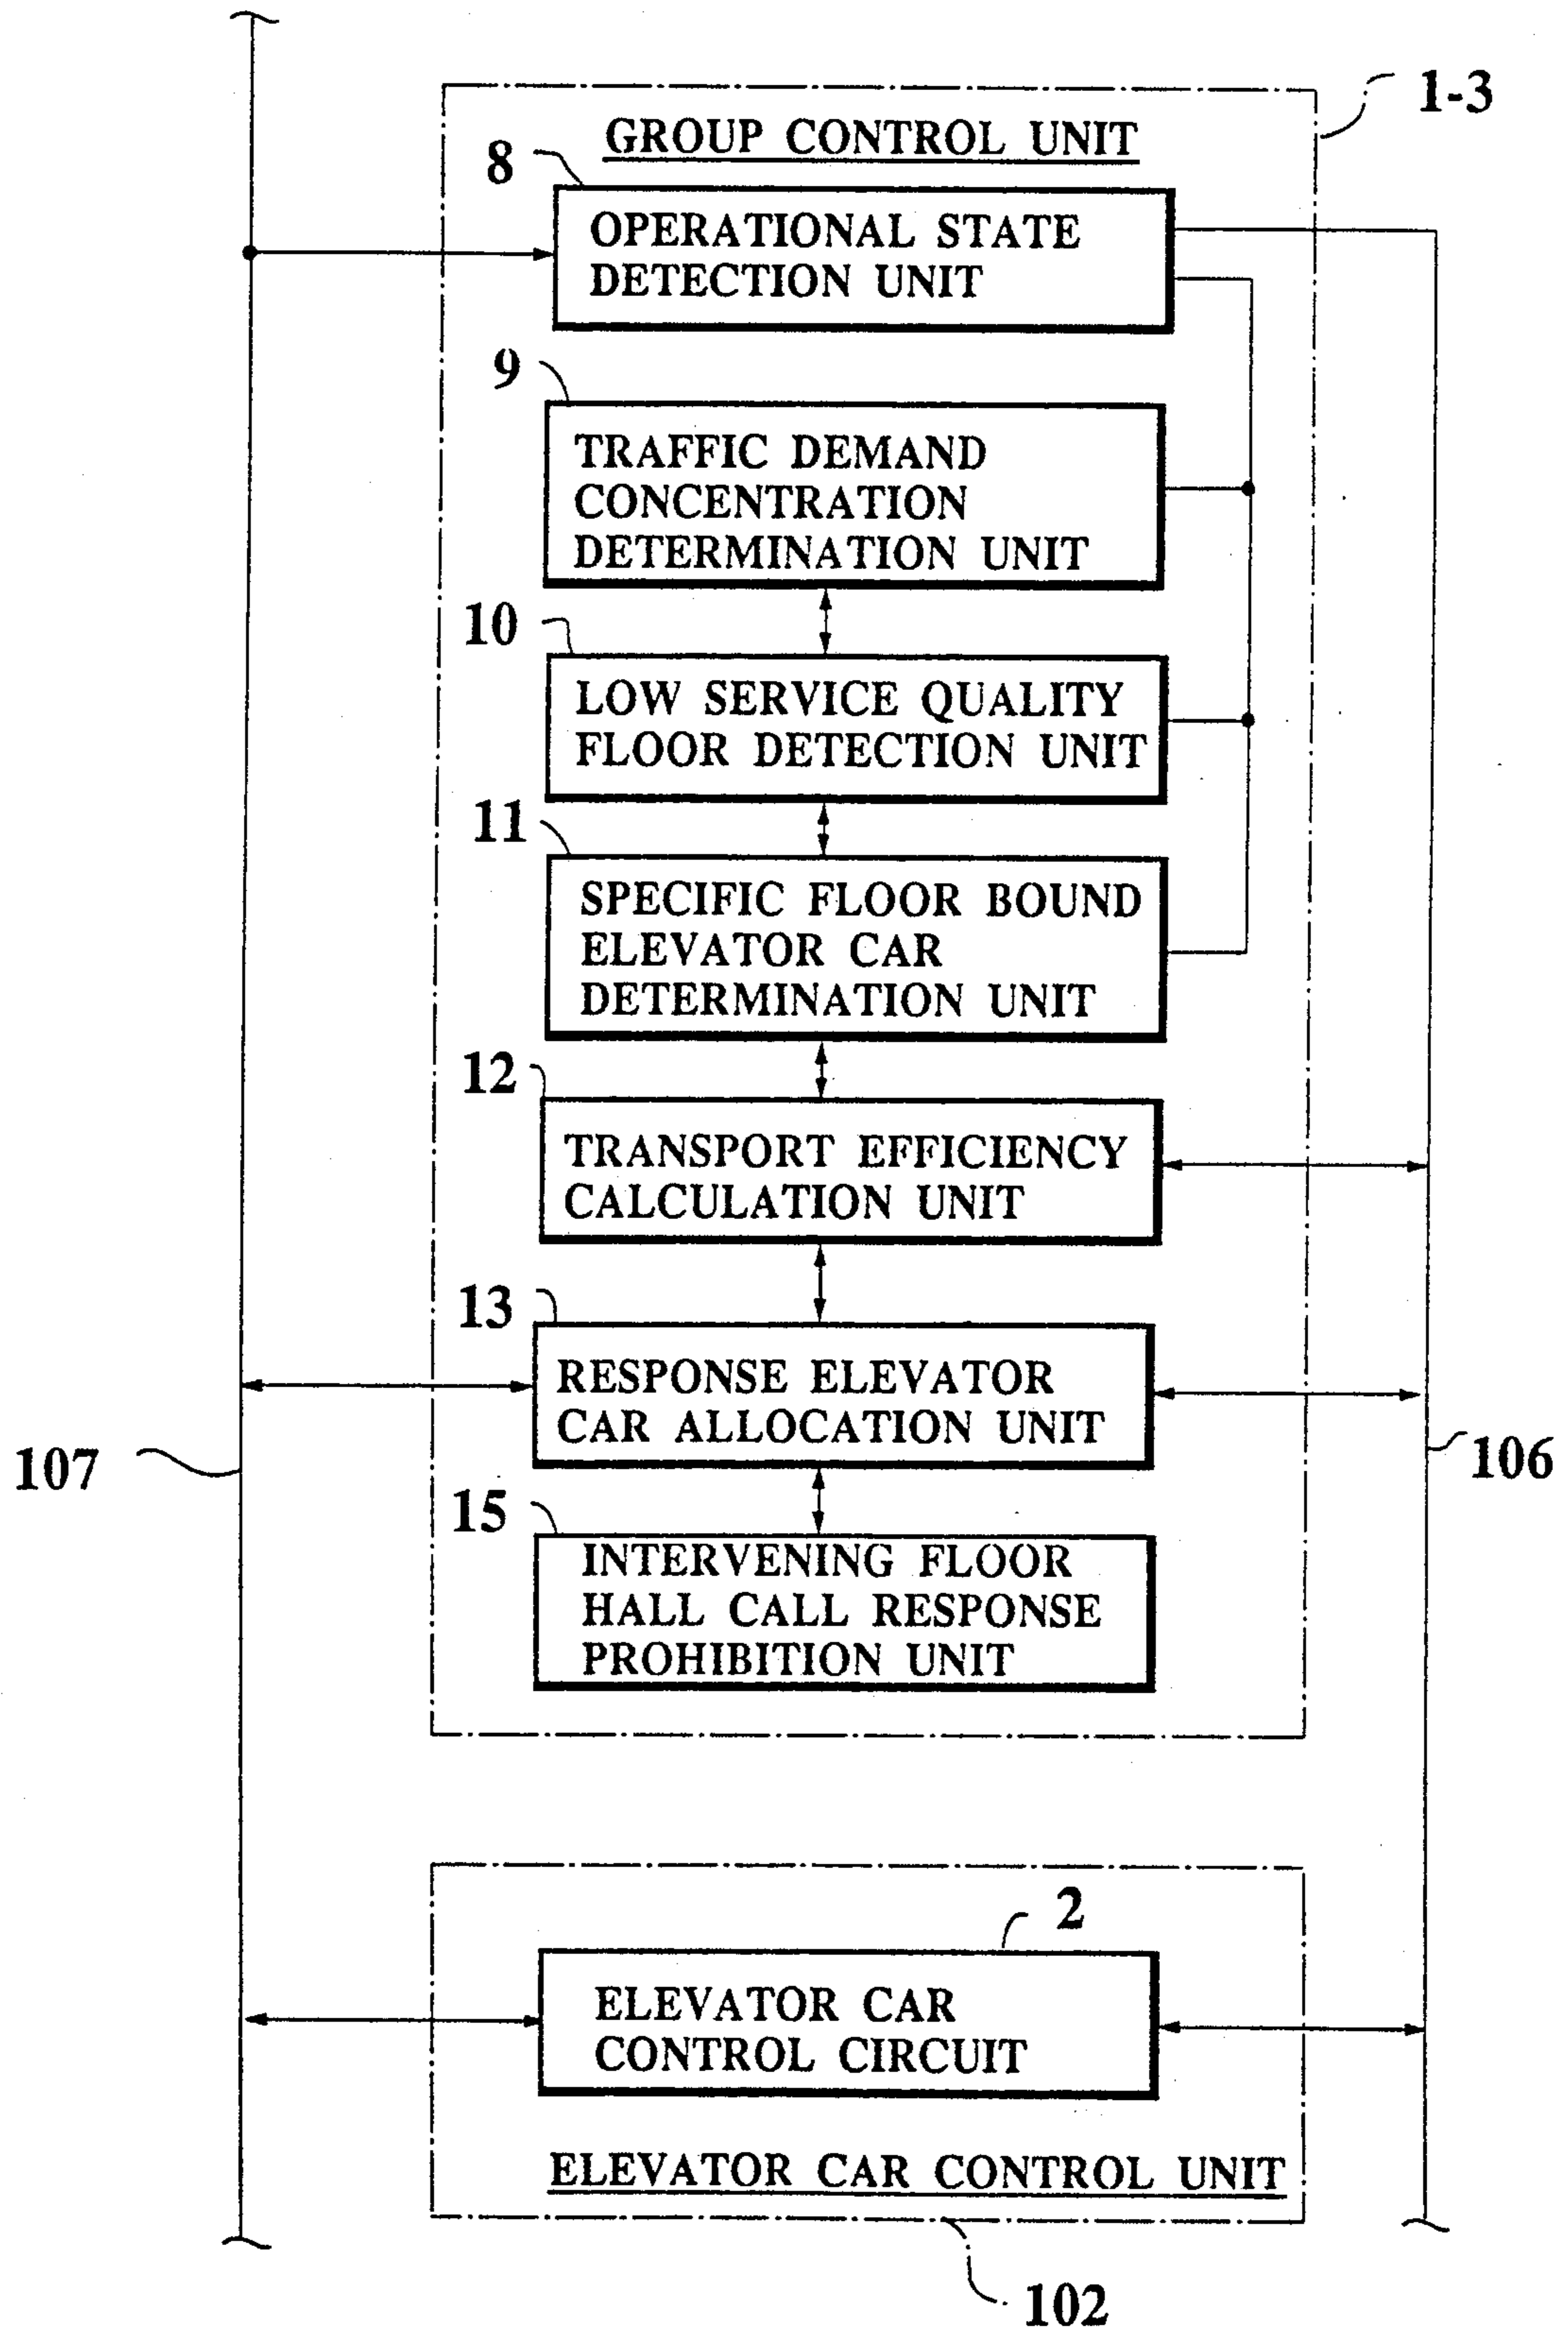 1-3
GROUP CONTROL UNIT
8
OPERATIONAL STATE
DETECTION UNIT
9
TRAFFIC DEMAND
CONCENTRATION
DETERMINATION UNIT
10
LOW SERVICE QUALITY
FLOOR DETECTION UNIT
11
SPECIFIC FLOOR BOUND
ELEVATOR CAR
DETERMINATION UNIT
12
TRANSPORT EFFICIENCY
CALCULATION UNIT
13
RESPONSE ELEVATOR
CAR ALLOCATION UNIT
107
106
15
INTERVENING FLOOR
HALL CALL RESPONSE
PROHIBITION UNIT
2
ELEVATOR CAR
CONTROL CIRCUIT
ELEVATOR CAR CONTROL UNIT
102